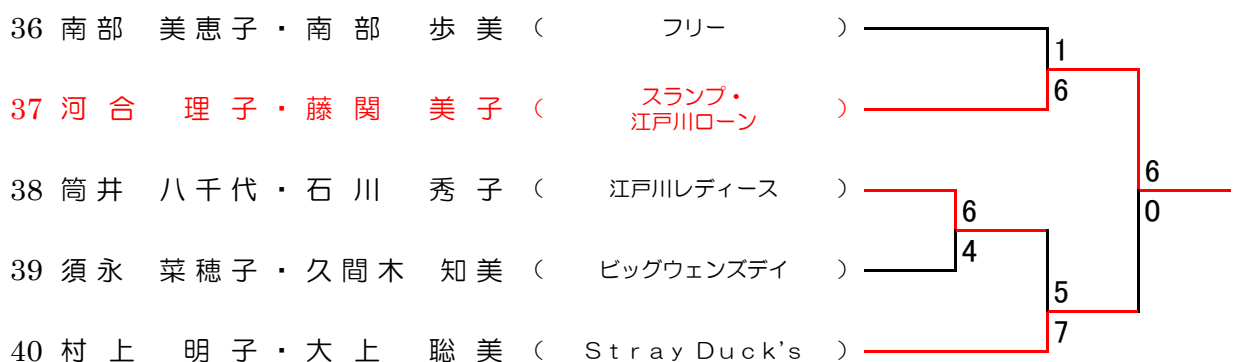 36 南部 美恵子・南部 歩美 ( フリー )
1
37 河合 理子・藤関 美子 ( スランプ・
江戸川ローン )
6
38 筒井 八千代・石川 秀子 ( 江戸川レディース )
6
6
0
39 須永 菜穂子・久間木 知美 ( ビッグウェンズデイ )
4
5
40 村上 明子・大上 聡美 ( Stray Duck's )
7